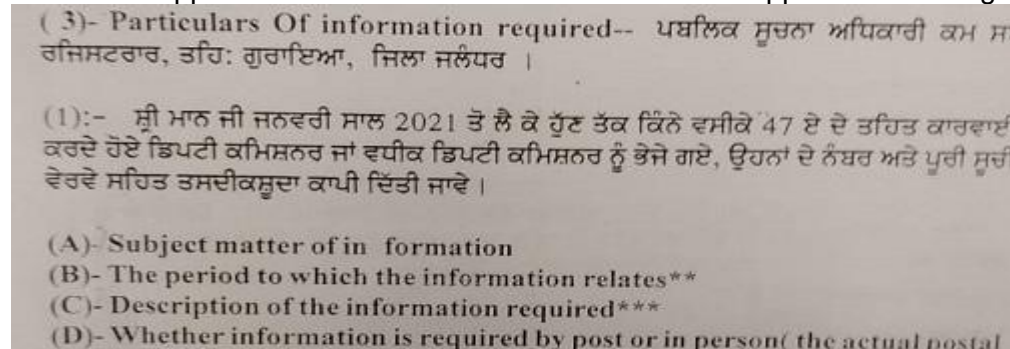 ( 3)- Particulars Of information required-- ਪਬਲਿਕ ਸੂਚਨਾ ਅਧਿਕਾਰੀ ਕਮ
ਰਜਿਸਟਰਾਰ, ਤਹਿ: ਗੁਰਾਇਆ, ਜਿਲਾ ਜਲੰਧਰ ।
(1):- ਸ਼੍ਰੀ ਮਾਨ ਜੀ ਜਨਵਰੀ ਸਾਲ 2021 ਤੋ ਲੈ ਕੇ ਹੁੱਣ ਤੱਕ ਕਿੰਨੇ ਵਸੀਕੇ 47 ਏ ਦੇ ਤਹਿਤ ਕਾਰਵਾਈ
ਕਰਦੇ ਹੋਏ ਡਿਪਟੀ ਕਮਿਸ਼ਨਰ ਜਾਂ ਵਧੀਕ ਡਿਪਟੀ ਕਮਿਸ਼ਨਰ ਨੂੰ ਭੇਜੇ ਗਏ, ਉਹਨਾਂ ਦੇ ਨੰਬਰ ਅਤੇ ਪੂਰੀ ਸੂਚੀ
ਵੇਰਵੇ ਸਹਿਤ ਤਸਦੀਕਸ਼ੂਦਾ ਕਾਪੀ ਦਿੱਤੀ ਜਾਵੇ ।
(A)- Subject matter of in formation
(B)- The period to which the information relates**
(C)- Description of the information required***
(D)- Whether information is required by post or in person( the actual postal